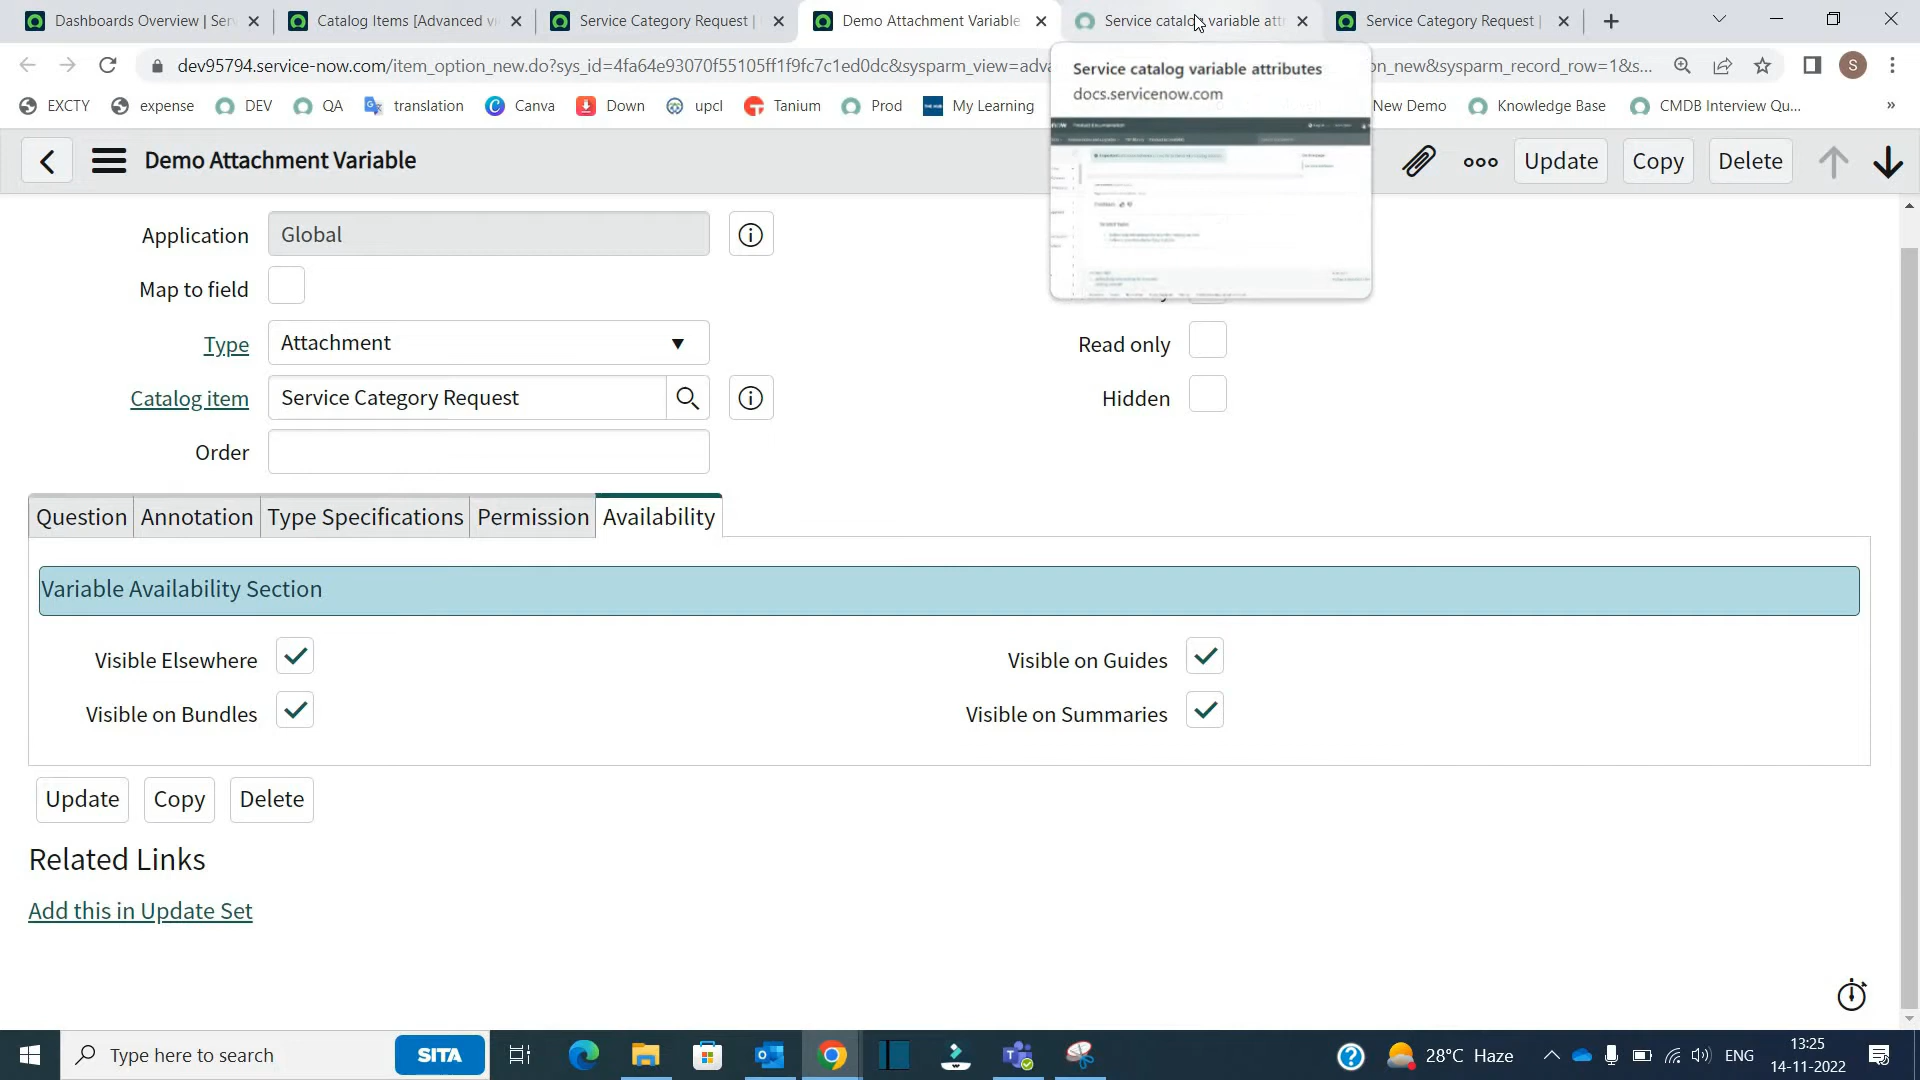 Dashboards Overview | Serv
Catalog Items [Advanced vi
Service Category Request |
Demo Attachment Variable
Service catalog variable attri
Service Category Request |
dev95794.service-now.com/item_option_new.do?sys_id=4fa64e93070f55105ff1f9fc7c1ed0dc&sysparm_view=adva
on_new&sysparm_record_row=1&s...
S
EXCTY
expense
DEV
QA
translation
Canva
Down
upcl
Tanium
Prod
My Learning
New Demo
Knowledge Base
CMDB Interview Qu...
»
Service catalog variable attributes
docs.servicenow.com
Demo Attachment Variable
Update
Copy
Delete
Application
Global
Map to field
Type
Attachment
Read only
Catalog item
Service Category Request
Hidden
Order
Question
Annotation
Type Specifications
Permission
Availability
Variable Availability Section
Visible Elsewhere
Visible on Guides
Visible on Bundles
Visible on Summaries
Update
Copy
Delete
Related Links
Add this in Update Set
Type here to search
SITA
28°C Haze
ENG
13:25
14-11-2022